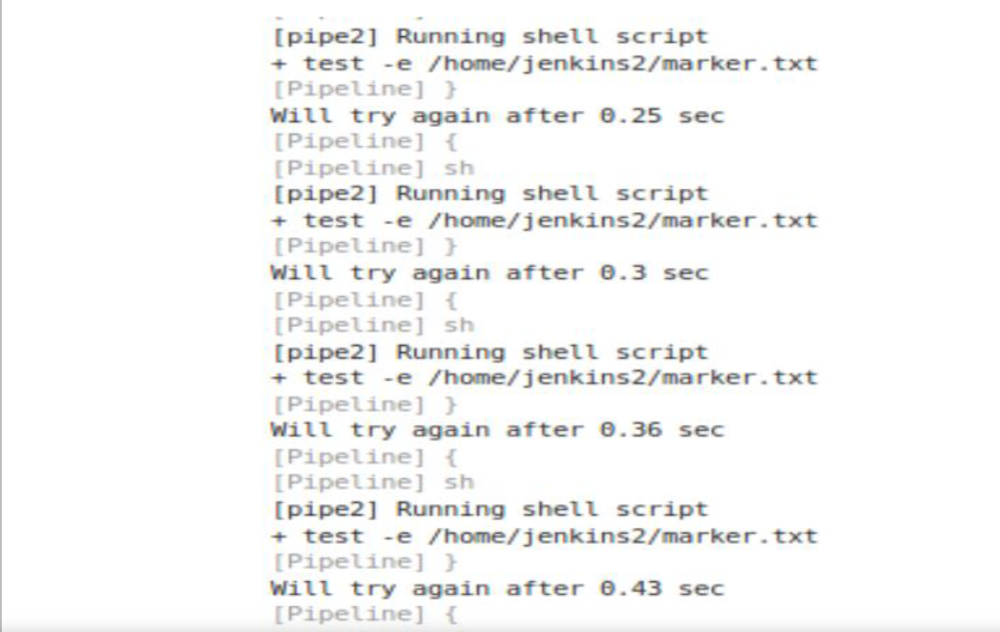 [pipe2] Running shell script
+ test -e /home/jenkins2/marker.txt
[Pipeline] }
Will try again after 0.25 sec
[Pipeline] {
[Pipeline] sh
[pipe2] Running shell script
+ test -e /home/jenkins2/marker.txt
[Pipeline] }
Will try again after 0.3 sec
[Pipeline] {
[Pipeline] sh
[pipe2] Running shell script
+ test -e /home/jenkins2/marker.txt
[Pipeline] }
Will try again after 0.36 sec
[Pipeline] {
[Pipeline] sh
[pipe2] Running shell script
+ test -e /home/jenkins2/marker.txt
[Pipeline] }
Will try again after 0.43 sec
[Pipeline] {